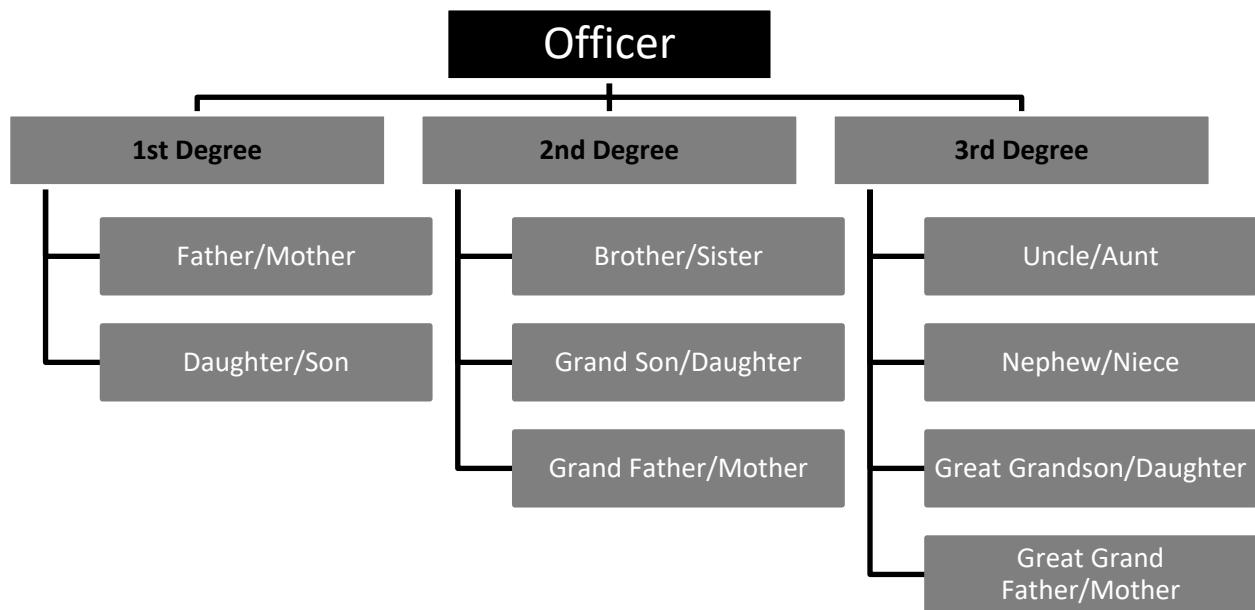 Officer
1st Degree
Father/Mother
Daughter/Son
2nd Degree
Brother/Sister
Grand Son/Daughter
Grand Father/Mother
3rd Degree
Uncle/Aunt
Nephew/Niece
Great Grandson/Daughter
Great Grand
Father/Mother